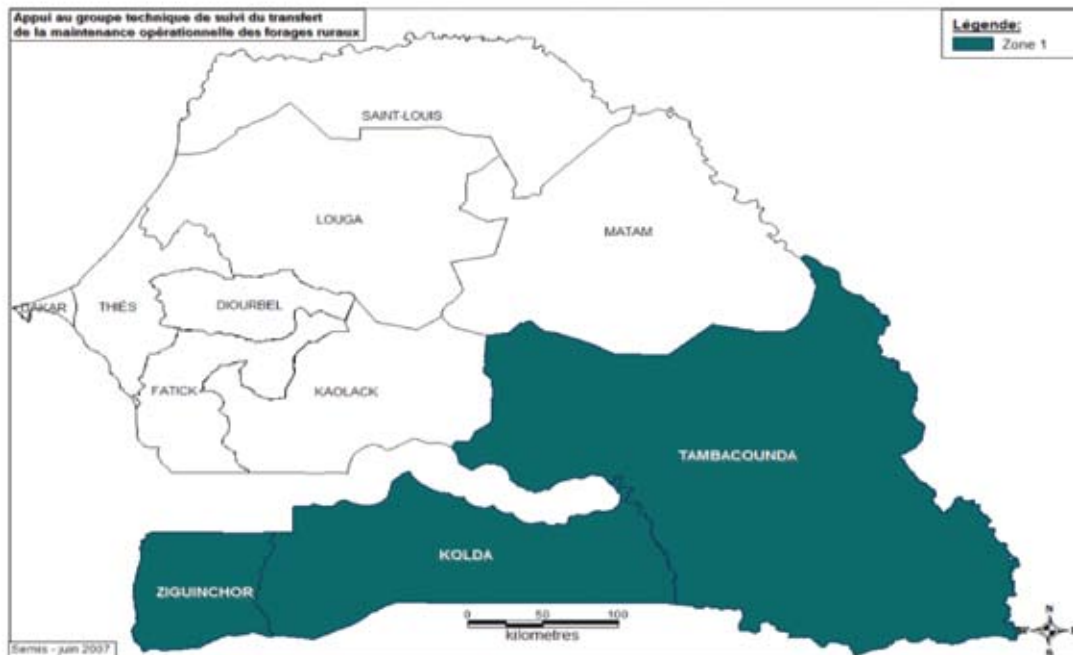 Appui au groupe technique de suivi du transfert
de la maintenance opérationnelle des forages ruraux
Légende:
Zone 1
SAINT-LOUIS
LOUGA
MATAM
DAKAR
THIÉS
DIOURBEL
FATICK
KAOLACK
TAMBACOUNDA
KOLDA
ZIGUINCHOR
0 50 100
kilometres
N
W E
S
Semis - juin 2007